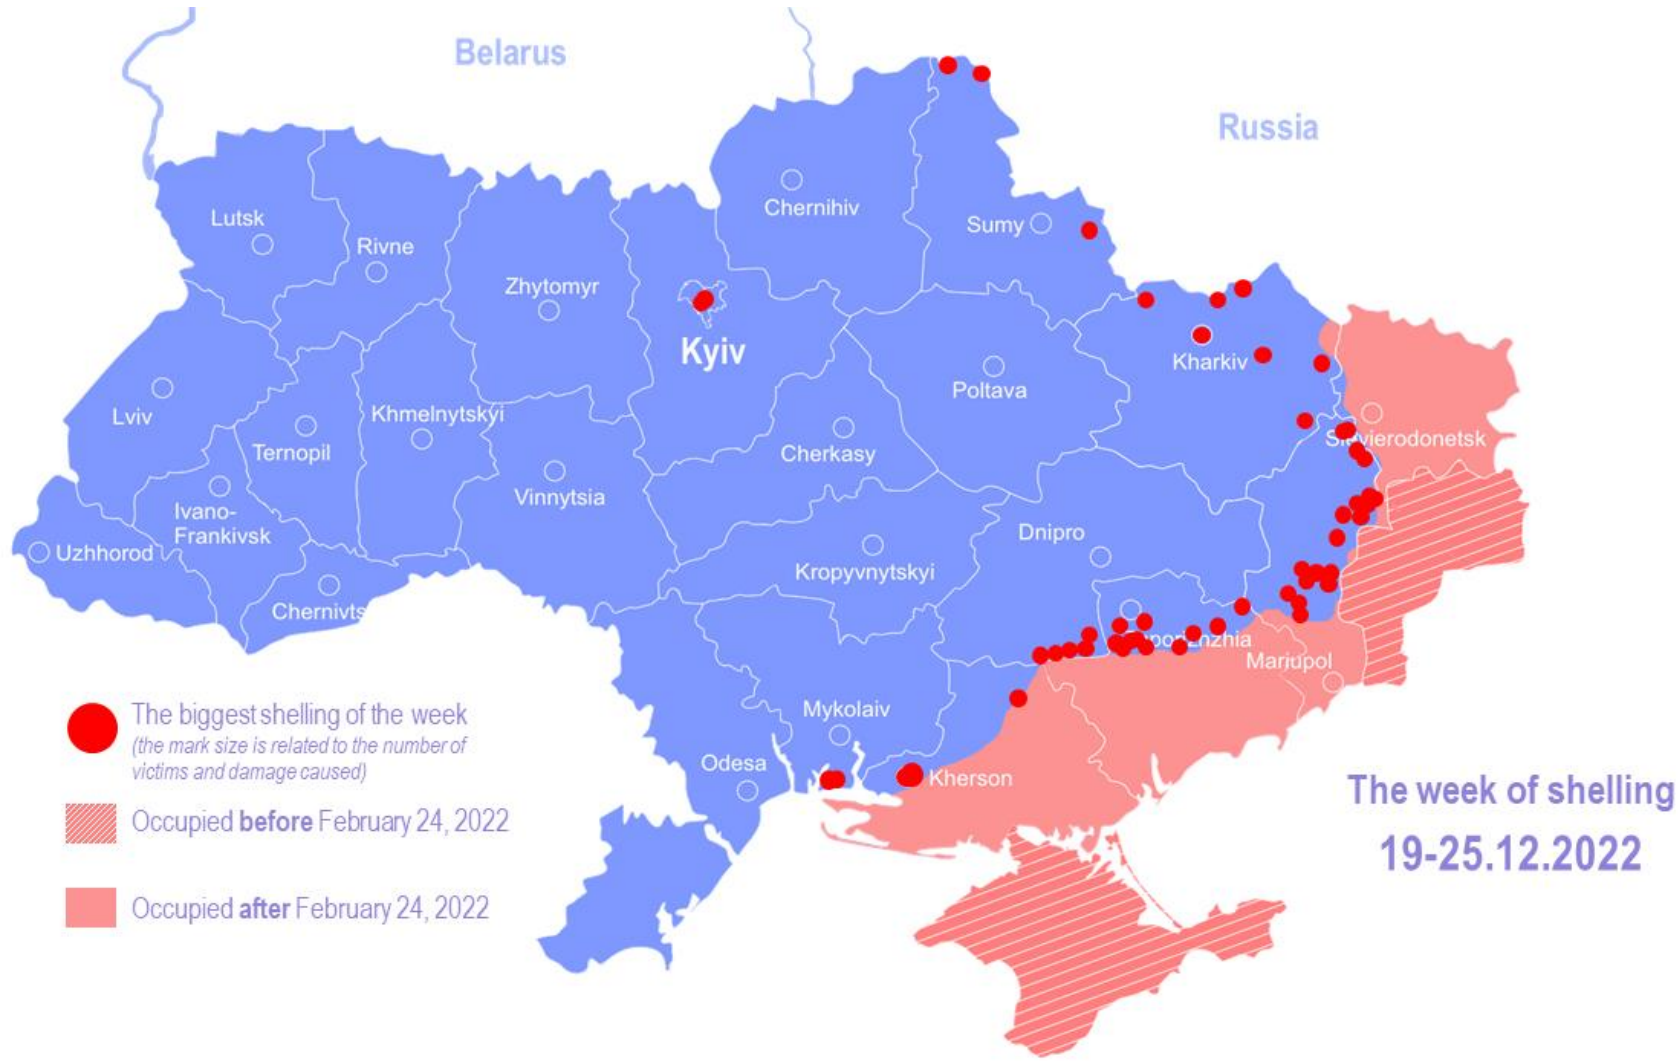 Belarus
Russia
Chernihiv
Lutsk
Sumy
Rivne
Zhytomyr
Kyiv
Kharkiv
Poltava
Lviv
Khmelnytskyi
Ternopil
Cherkasy
Sievierodonetsk
Vinnytsia
Ivano-
Frankivsk
Dnipro
Uzhhorod
Kropyvnytskyi
Chernivts
Zaporizhzhia
Mariupol
Mykolaiv
Odesa
Kherson
The biggest shelling of the week
(the mark size is related to the number of
victims and damage caused)
Occupied before February 24, 2022
Occupied after February 24, 2022
The week of shelling
19-25.12.2022